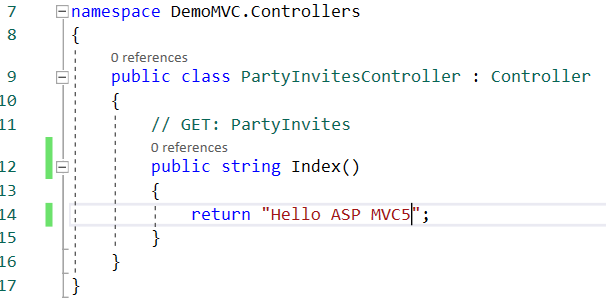 7 namespace DemoMVC.Controllers
8 {
0 references
9 public class PartyInvitesController : Controller
10 {
11 // GET: PartyInvites
0 references
12 public string Index()
13 {
14 return "Hello ASP MVC5";
15 }
16 }
17 }